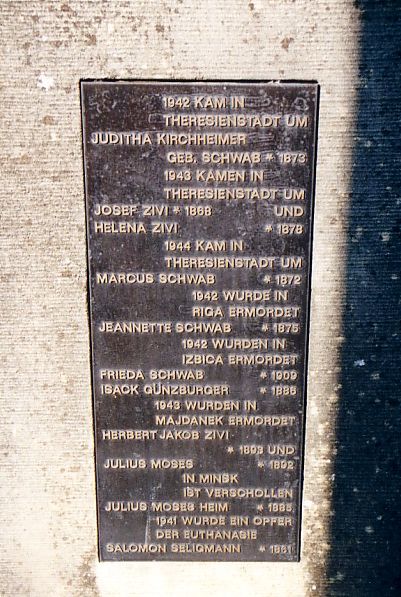 1942 KAM IN
THERESIENSTADT UM
JUDITHA KIRCHHEIMER
GEB. SCHWAB * 1873
1943 KAMEN IN
THERESIENSTADT UM
JOSEF ZIVI * 1868 UND
HELENA ZIVI * 1878
1944 KAM IN
THERESIENSTADT UM
MARCUS SCHWAB * 1872
1942 WURDE IN
RIGA ERMORDET
JEANNETTE SCHWAB * 1875
1942 WURDEN IN
IZBICA ERMORDET
FRIEDA SCHWAB * 1909
ISACK GÜNZBURGER * 1886
1943 WURDEN IN
MAJDANEK ERMORDET
HERBERT JAKOB ZIVI
* 1893 UND
JULIUS MOSES * 1892
IN MINSK
IST VERSCHOLLEN
JULIUS MOSES HEIM * 1885
1941 WURDE EIN OPFER
DER EUTHANASIE
SALOMON SELIGMANN * 1881